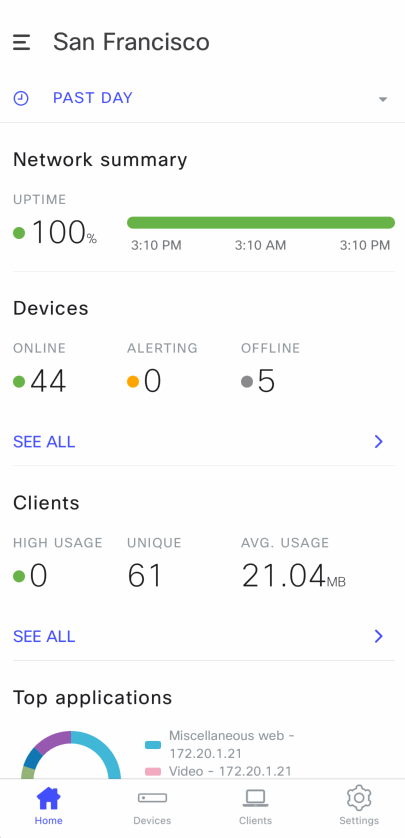 San Francisco
PAST DAY
Network summary
UPTIME
100%
3:10 PM 3:10 AM 3:10 PM
Devices
ONLINE ALERTING OFFLINE
44 0 5
SEE ALL
Clients
HIGH USAGE UNIQUE AVG. USAGE
0 61 21.04MB
SEE ALL
Top applications
Miscellaneous web -
172.20.1.21
Video - 172.20.1.21
Home Devices Clients Settings